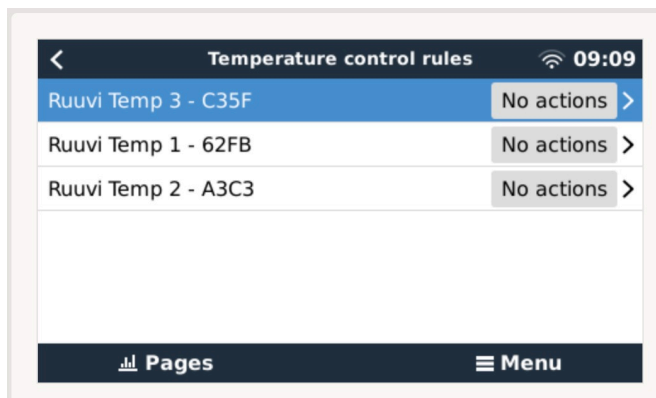 Temperature control rules 09:09
Ruuvi Temp 3 - C35F No actions
Ruuvi Temp 1 - 62FB No actions
Ruuvi Temp 2 - A3C3 No actions
Pages Menu